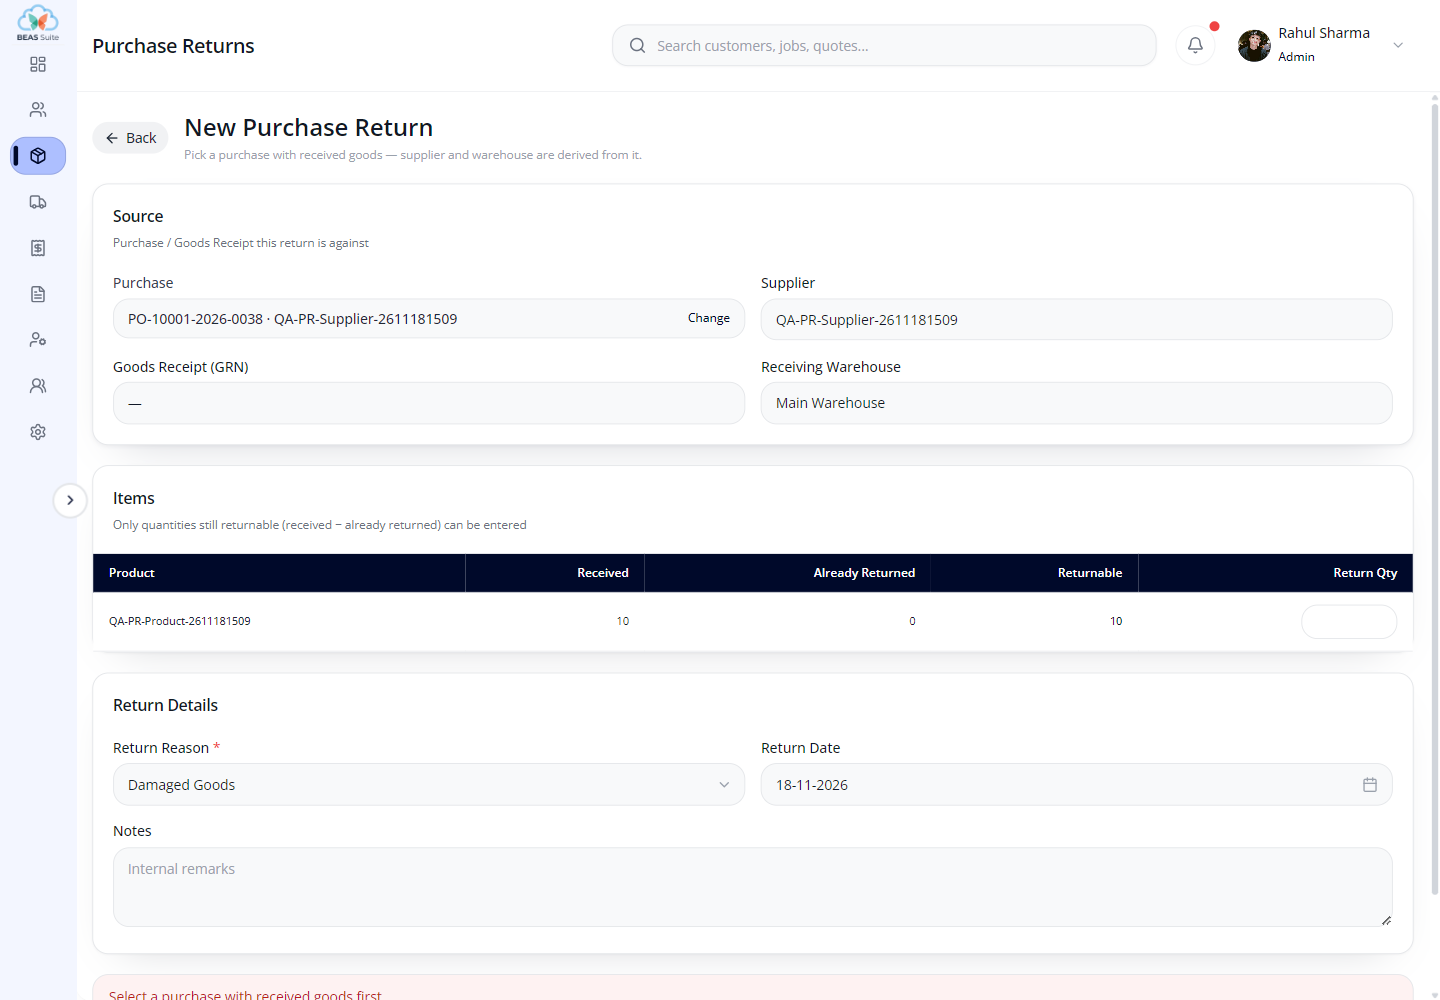 BEAS Suite
Purchase Returns
Search customers, jobs, quotes...
Rahul Sharma
Admin
Back
New Purchase Return
Pick a purchase with received goods — supplier and warehouse are derived from it.
Source
Purchase / Goods Receipt this return is against
Purchase
Supplier
PO-10001-2026-0038 · QA-PR-Supplier-2611181509
Change
QA-PR-Supplier-2611181509
Goods Receipt (GRN)
Receiving Warehouse
—
Main Warehouse
Items
Only quantities still returnable (received − already returned) can be entered
Product Received Already Returned Returnable Return Qty
QA-PR-Product-2611181509 10 0 10
Return Details
Return Reason *
Return Date
Damaged Goods
18-11-2026
Notes
Internal remarks
Select a purchase with received goods first